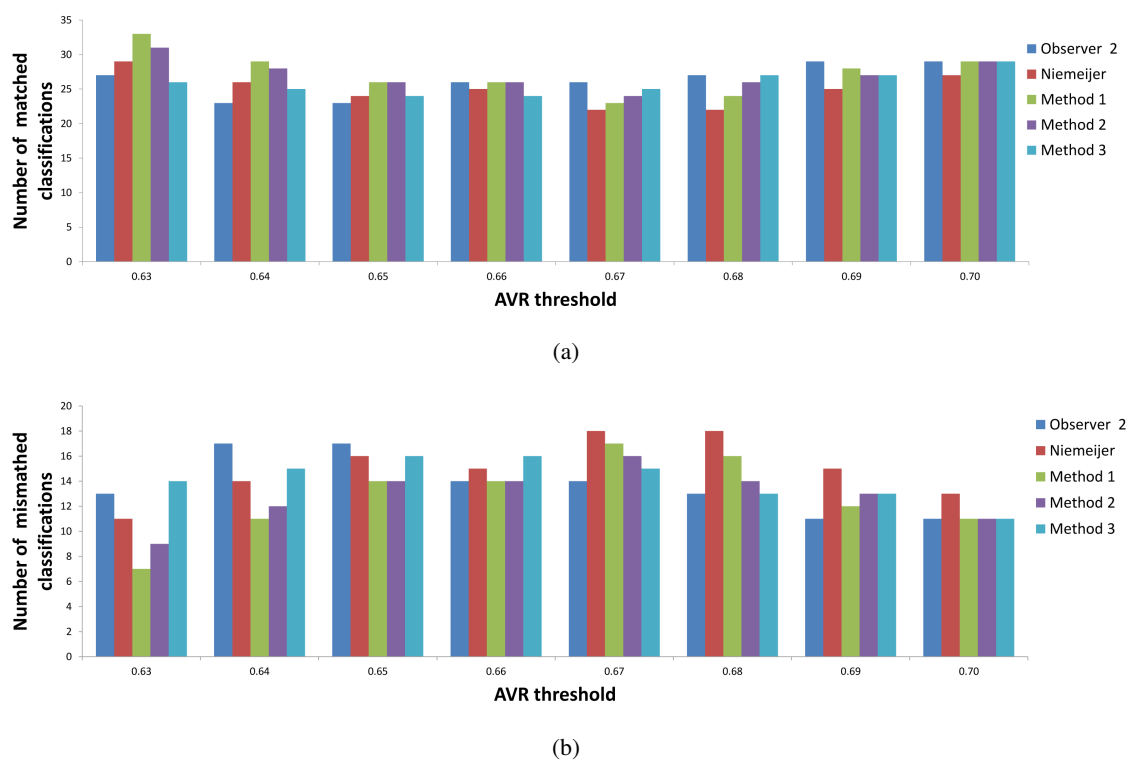 35
30
25
20
15
10
5
0
Number of matched
classifications
0.63 0.64 0.65 0.66 0.67 0.68 0.69 0.70
AVR threshold
Observer 2
Niemeijer
Method 1
Method 2
Method 3
(a)
20
18
16
14
12
10
8
6
4
2
0
Number of mismathed
classifications
0.63 0.64 0.65 0.66 0.67 0.68 0.69 0.70
AVR threshold
Observer 2
Niemeijer
Method 1
Method 2
Method 3
(b)